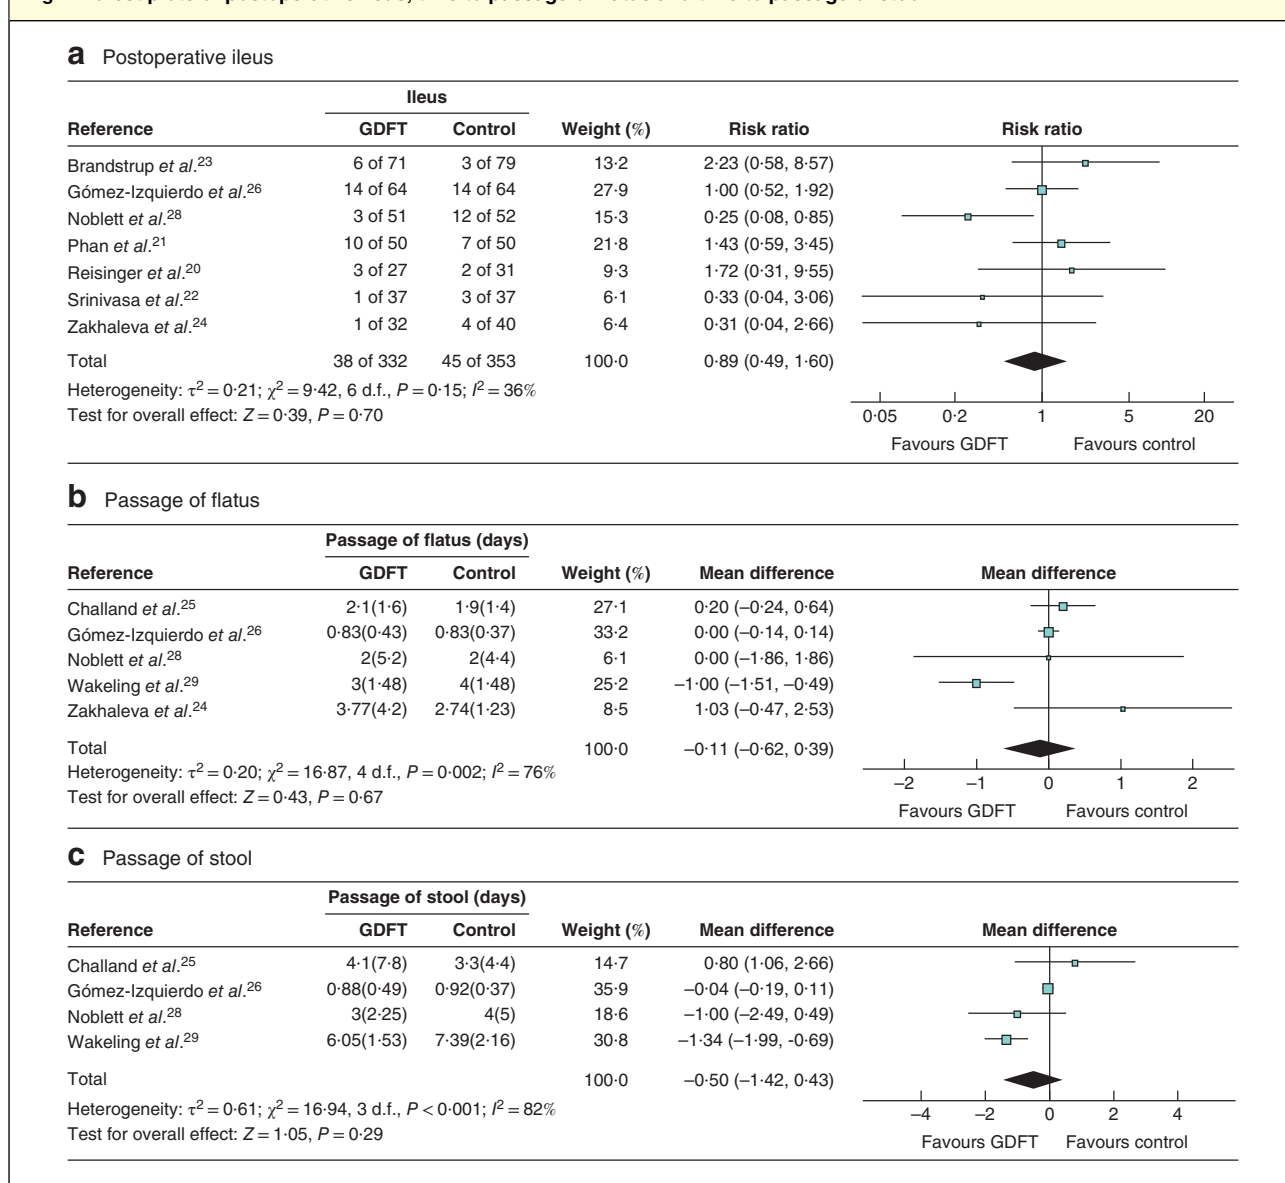 a Postoperative ileus
Ileus
Reference GDFT Control Weight (%) Risk ratio Risk ratio
Brandstrup et al.23 6 of 71 3 of 79 13·2 2·23 (0·58, 8·57)
Gómez-Izquierdo et al.26 14 of 64 14 of 64 27·9 1·00 (0·52, 1·92)
Noblett et al.28 3 of 51 12 of 52 15·3 0·25 (0·08, 0·85)
Phan et al.21 10 of 50 7 of 50 21·8 1·43 (0·59, 3·45)
Reisinger et al.20 3 of 27 2 of 31 9·3 1·72 (0·31, 9·55)
Srinivasa et al.22 1 of 37 3 of 37 6·1 0·33 (0·04, 3·06)
Zakhaleva et al.24 1 of 32 4 of 40 6·4 0·31 (0·04, 2·66)
Total 38 of 332 45 of 353 100·0 0·89 (0·49, 1·60)
Heterogeneity: τ2 = 0·21; χ2 = 9·42, 6 d.f., P = 0·15; I2 = 36%
Test for overall effect: Z = 0·39, P = 0·70
0·05 0·2 1 5 20
Favours GDFT Favours control
b Passage of flatus
Passage of flatus (days)
Reference GDFT Control Weight (%) Mean difference Mean difference
Challand et al.25 2·1(1·6) 1·9(1·4) 27·1 0·20 (–0·24, 0·64)
Gómez-Izquierdo et al.26 0·83(0·43) 0·83(0·37) 33·2 0·00 (–0·14, 0·14)
Noblett et al.28 2(5·2) 2(4·4) 6·1 0·00 (–1·86, 1·86)
Wakeling et al.29 3(1·48) 4(1·48) 25·2 –1·00 (–1·51, –0·49)
Zakhaleva et al.24 3·77(4·2) 2·74(1·23) 8·5 1·03 (–0·47, 2·53)
Total 100·0 –0·11 (–0·62, 0·39)
Heterogeneity: τ2 = 0·20; χ2 = 16·87, 4 d.f., P = 0·002; I2 = 76%
Test for overall effect: Z = 0·43, P = 0·67
–2 –1 0 1 2
Favours GDFT Favours control
c Passage of stool
Passage of stool (days)
Reference GDFT Control Weight (%) Mean difference Mean difference
Challand et al.25 4·1(7·8) 3·3(4·4) 14·7 0·80 (1·06, 2·66)
Gómez-Izquierdo et al.26 0·88(0·49) 0·92(0·37) 35·9 –0·04 (–0·19, 0·11)
Noblett et al.28 3(2·25) 4(5) 18·6 –1·00 (–2·49, 0·49)
Wakeling et al.29 6·05(1·53) 7·39(2·16) 30·8 –1·34 (–1·99, -0·69)
Total 100·0 –0·50 (–1·42, 0·43)
Heterogeneity: τ2 = 0·61; χ2 = 16·94, 3 d.f., P < 0·001; I2 = 82%
Test for overall effect: Z = 1·05, P = 0·29
–4 –2 0 2 4
Favours GDFT Favours control